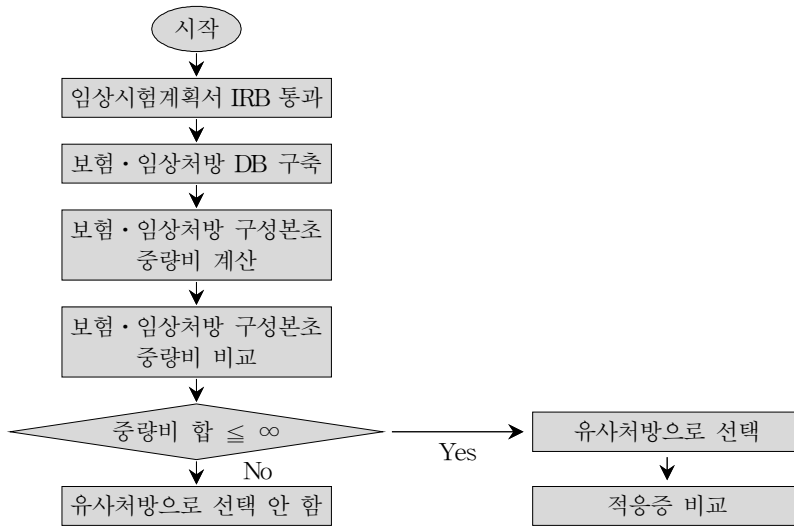 시작
임상시험계획서 IRB 통과
보험・임상처방 DB 구축
보험・임상처방 구성본초
중량비 계산
보험・임상처방 구성본초
중량비 비교
중량비 합 ≦ ∞
Yes
유사처방으로 선택
No
유사처방으로 선택 안 함
적응증 비교